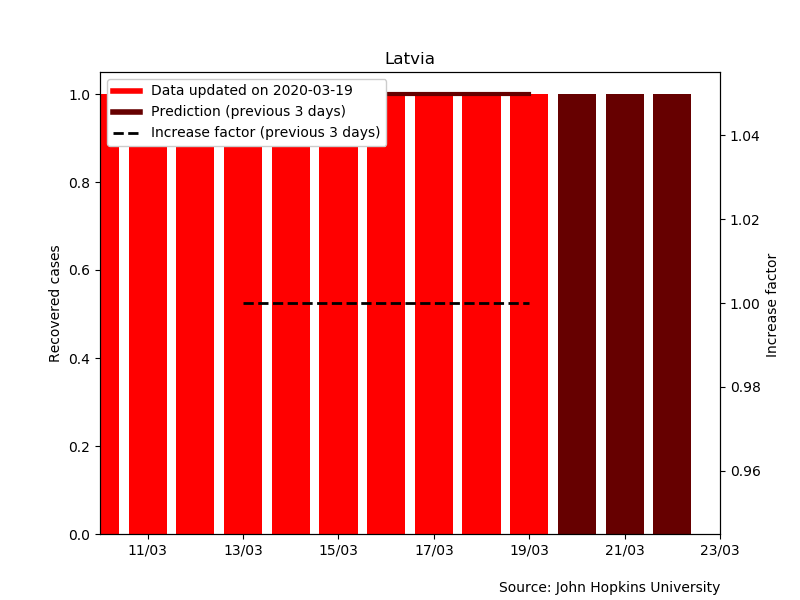 Latvia
Data updated on 2020-03-19
Prediction (previous 3 days)
Increase factor (previous 3 days)
Recovered cases
1.0
0.8
0.6
0.4
0.2
0.0
Increase factor
1.04
1.02
1.00
0.98
0.96
11/03 13/03 15/03 17/03 19/03 21/03 23/03
Source: John Hopkins University